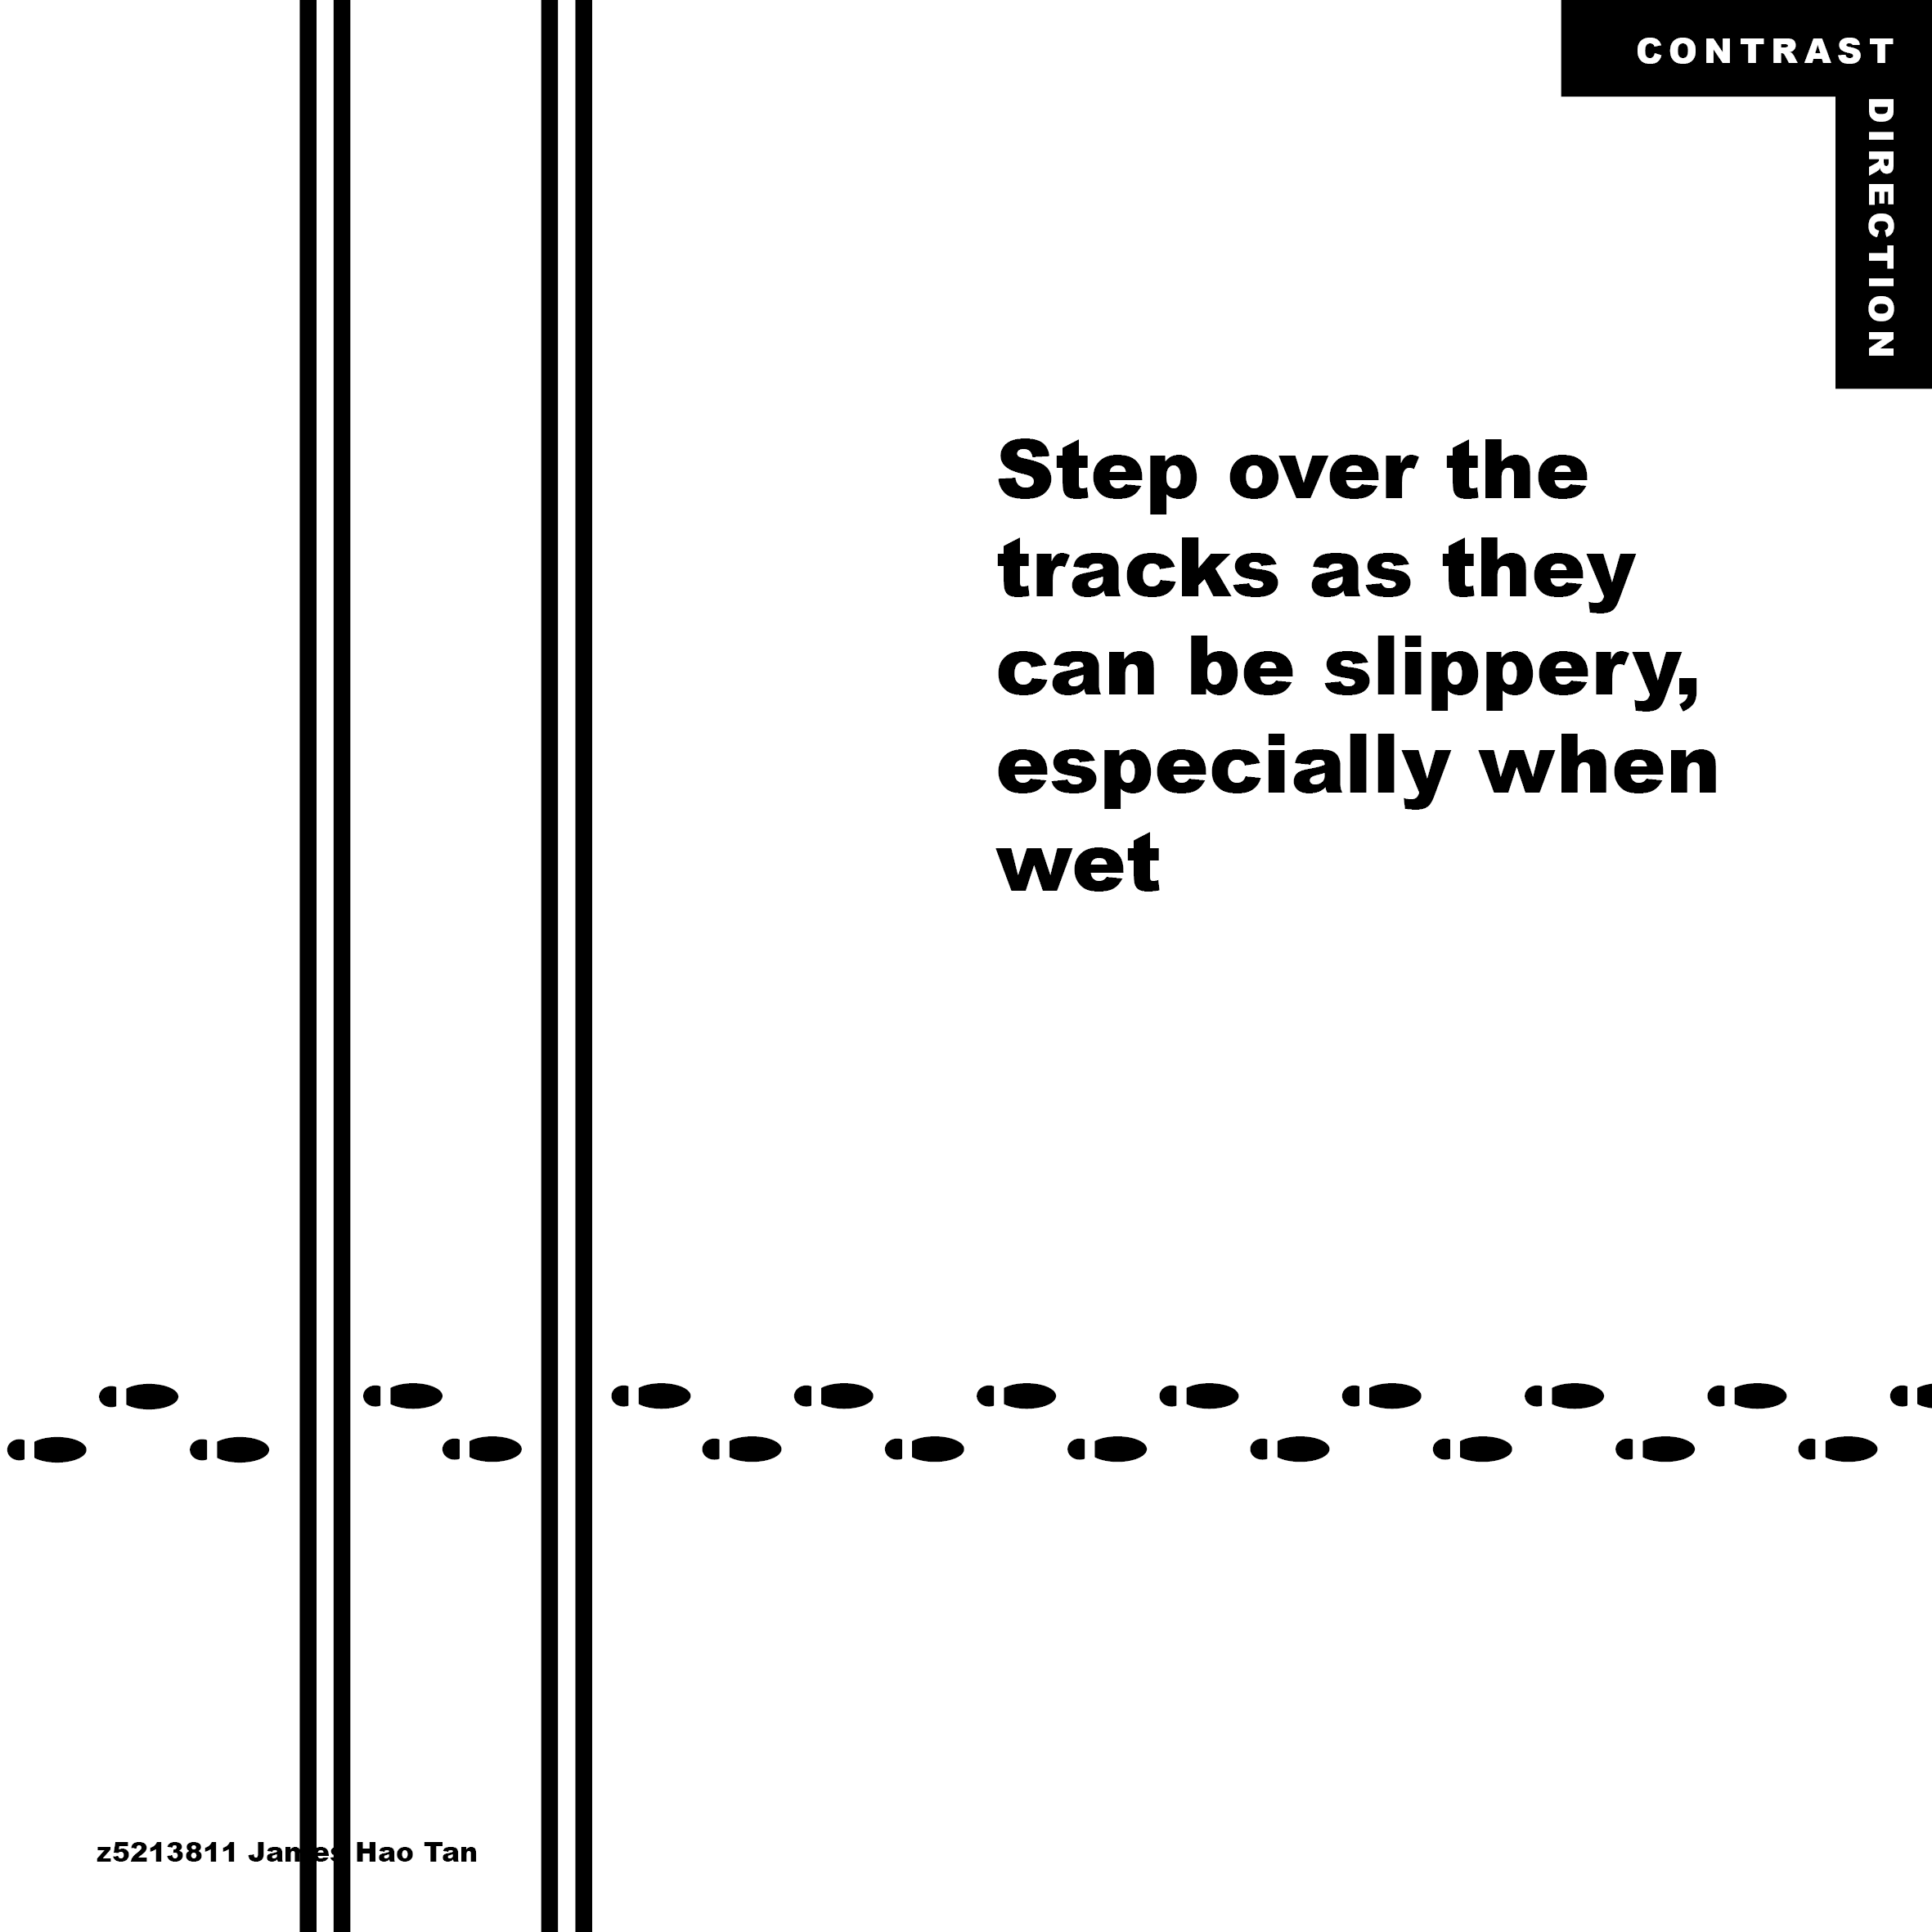 CONTRAST
DIRECTION
Step over the
tracks as they
can be slippery,
especially when
wet
z5213811 James Hao Tan